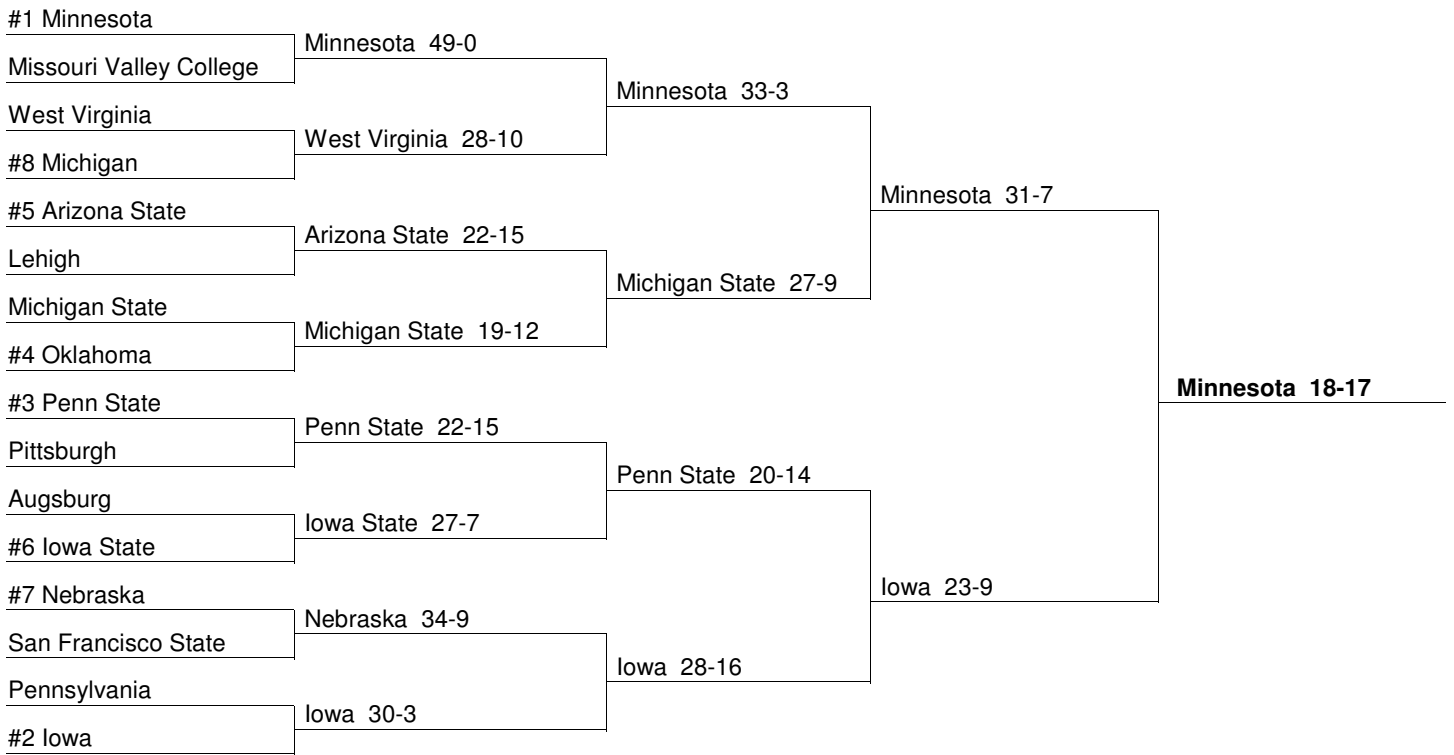 #1 Minnesota
Missouri Valley College
West Virginia
#8 Michigan
#5 Arizona State
Lehigh
Michigan State
#4 Oklahoma
#3 Penn State
Pittsburgh
Augsburg
#6 Iowa State
#7 Nebraska
San Francisco State
Pennsylvania
#2 Iowa
Minnesota 49-0
West Virginia 28-10
Arizona State 22-15
Michigan State 19-12
Penn State 22-15
Iowa State 27-7
Nebraska 34-9
Iowa 30-3
Minnesota 33-3
Michigan State 27-9
Penn State 20-14
Iowa 28-16
Minnesota 31-7
Iowa 23-9
Minnesota 18-17